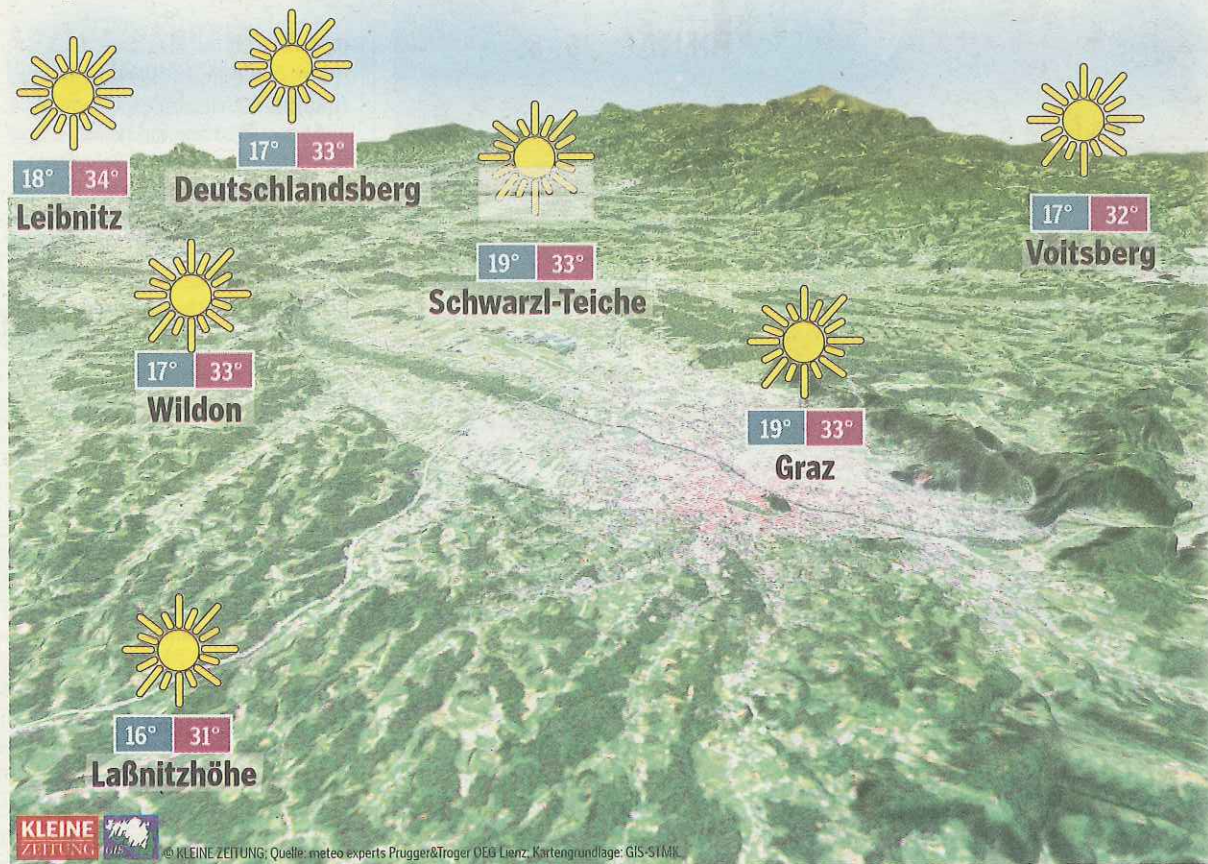 18° 34°
Leibnitz
17° 33°
Deutschlandsberg
19° 33°
Schwarzl-Teiche
17° 32°
Voitsberg
17° 33°
Wildon
19° 33°
Graz
16° 31°
Laßnitzhöhe
KLEINE
ZEITUNG
GIS
© KLEINE ZEITUNG; Quelle: meteo experts Prugger&Troger OEG Lienz; Kartengrundlage: GIS-STMK